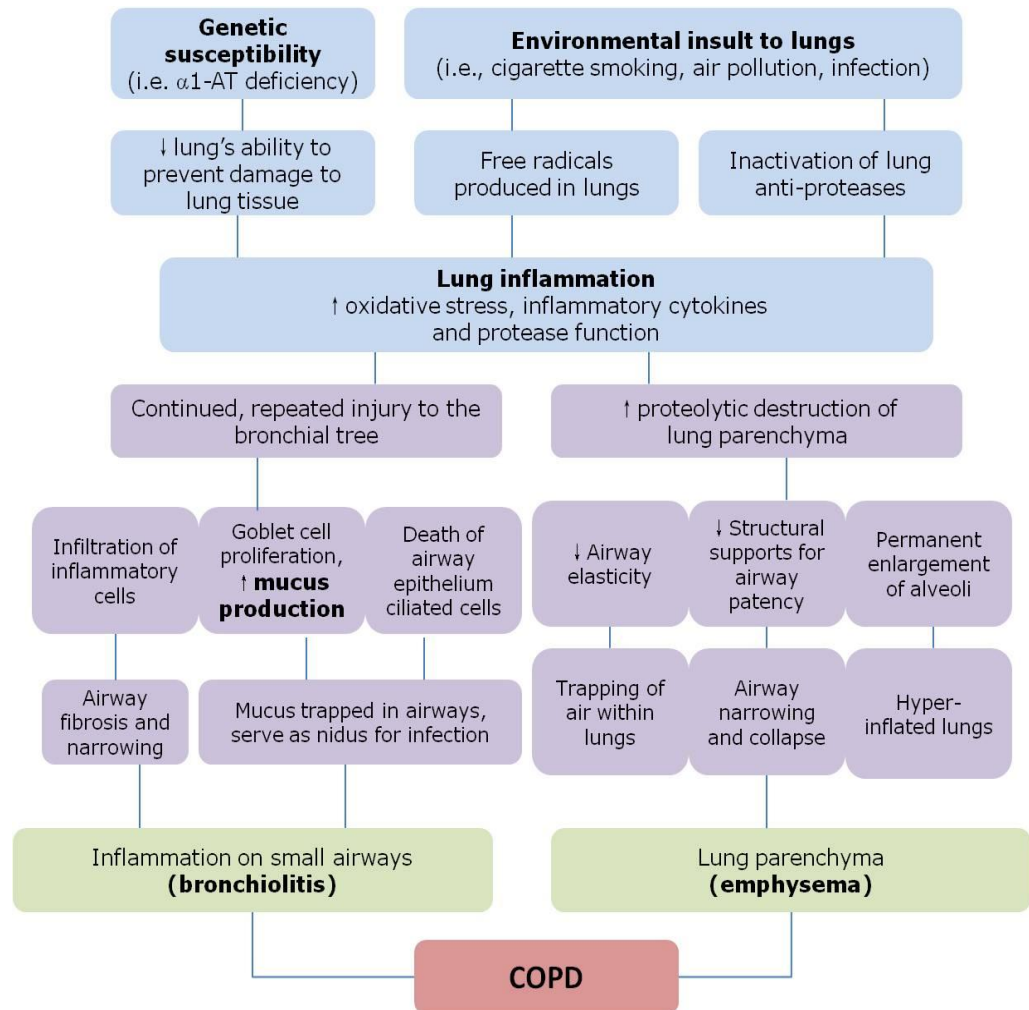 Genetic
susceptibility
(i.e. α1-AT deficiency)
Environmental insult to lungs
(i.e., cigarette smoking, air pollution, infection)
↓ lung's ability to
prevent damage to
lung tissue
Free radicals
produced in lungs
Inactivation of lung
anti-proteases
Lung inflammation
↑ oxidative stress, inflammatory cytokines
and protease function
Continued, repeated injury to the
bronchial tree
↑ proteolytic destruction of
lung parenchyma
Infiltration of
inflammatory
cells
Goblet cell
proliferation,
↑ mucus
production
Death of
airway
epithelium
ciliated cells
↓ Airway
elasticity
↓ Structural
supports for
airway
patency
Permanent
enlargement
of alveoli
Airway
fibrosis and
narrowing
Mucus trapped in airways,
serve as nidus for infection
Trapping of
air within
lungs
Airway
narrowing
and collapse
Hyper-
inflated lungs
Inflammation on small airways
(bronchiolitis)
Lung parenchyma
(emphysema)
COPD